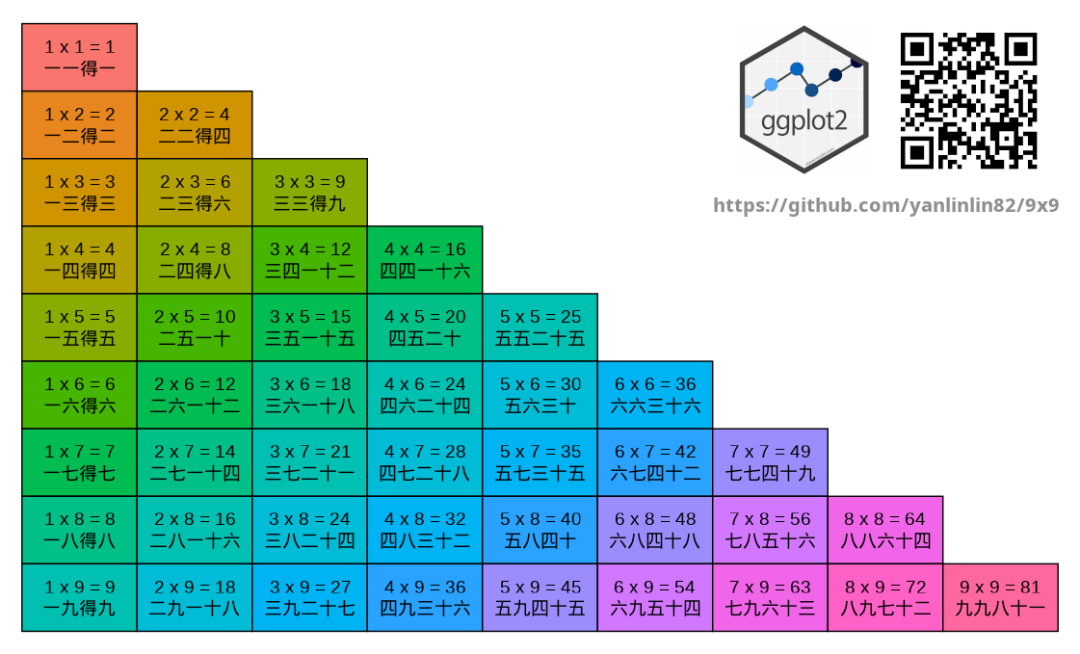 1 x 1 = 1
一一得一
ggplot2
1 x 2 = 2 2 x 2 = 4
一二得二 二二得四
1 x 3 = 3 2 x 3 = 6 3 x 3 = 9
一三得三 二三得六 三三得九
https://github.com/yanlinlin82/9x9
1 x 4 = 4 2 x 4 = 8 3 x 4 = 12 4 x 4 = 16
一四得四 二四得八 三四一十二 四四一十六
1 x 5 = 5 2 x 5 = 10 3 x 5 = 15 4 x 5 = 20 5 x 5 = 25
一五得五 二五一十 三五一十五 四五二十 五五二十五
1 x 6 = 6 2 x 6 = 12 3 x 6 = 18 4 x 6 = 24 5 x 6 = 30 6 x 6 = 36
一六得六 二六一十二 三六一十八 四六二十四 五六三十 六六三十六
1 x 7 = 7 2 x 7 = 14 3 x 7 = 21 4 x 7 = 28 5 x 7 = 35 6 x 7 = 42 7 x 7 = 49
一七得七 二七一十四 三七二十一 四七二十八 五七三十五 六七四十二 七七四十九
1 x 8 = 8 2 x 8 = 16 3 x 8 = 24 4 x 8 = 32 5 x 8 = 40 6 x 8 = 48 7 x 8 = 56 8 x 8 = 64
一八得八 二八一十六 三八二十四 四八三十二 五八四十 六八四十八 七八五十六 八八六十四
1 x 9 = 9 2 x 9 = 18 3 x 9 = 27 4 x 9 = 36 5 x 9 = 45 6 x 9 = 54 7 x 9 = 63 8 x 9 = 72 9 x 9 = 81
一九得九 二九一十八 三九二十七 四九三十六 五九四十五 六九五十四 七九六十三 八九七十二 九九八十一